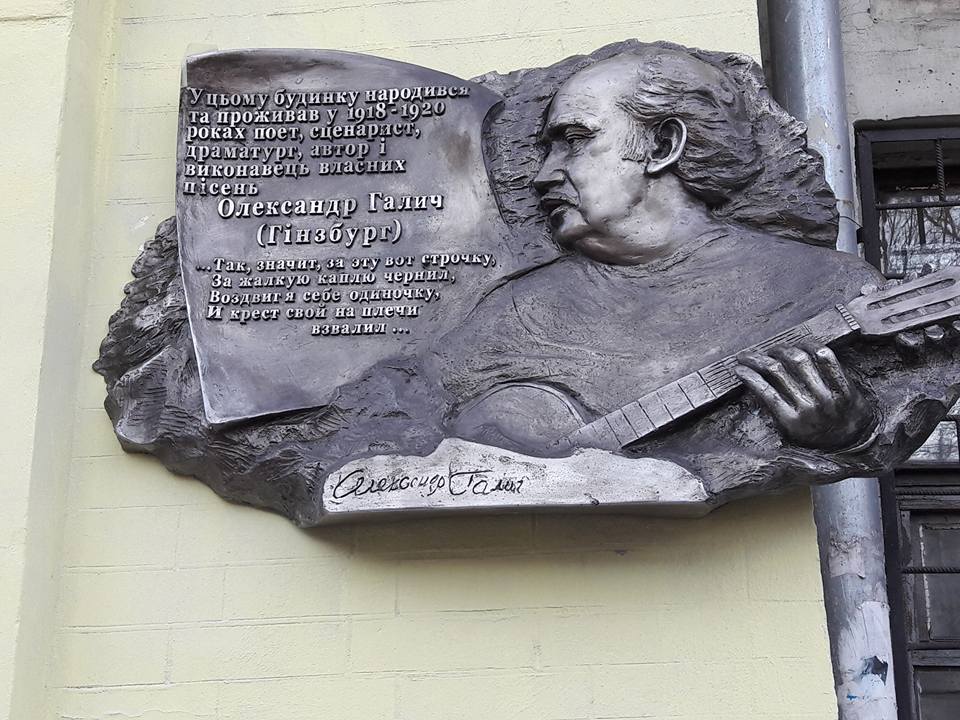 У цьому будинку народився
та проживав у 1918-1920
роках поет, сценарист,
драматург, автор і
виконавець власних
пісень
Олександр Галич
(Гінзбург)
...Так, значит, за эту вот строчку,
За жалкую каплю чернил,
Воздвиг я себе одиночку,
И крест свой на плечи
взвалил ...
Александр Галич